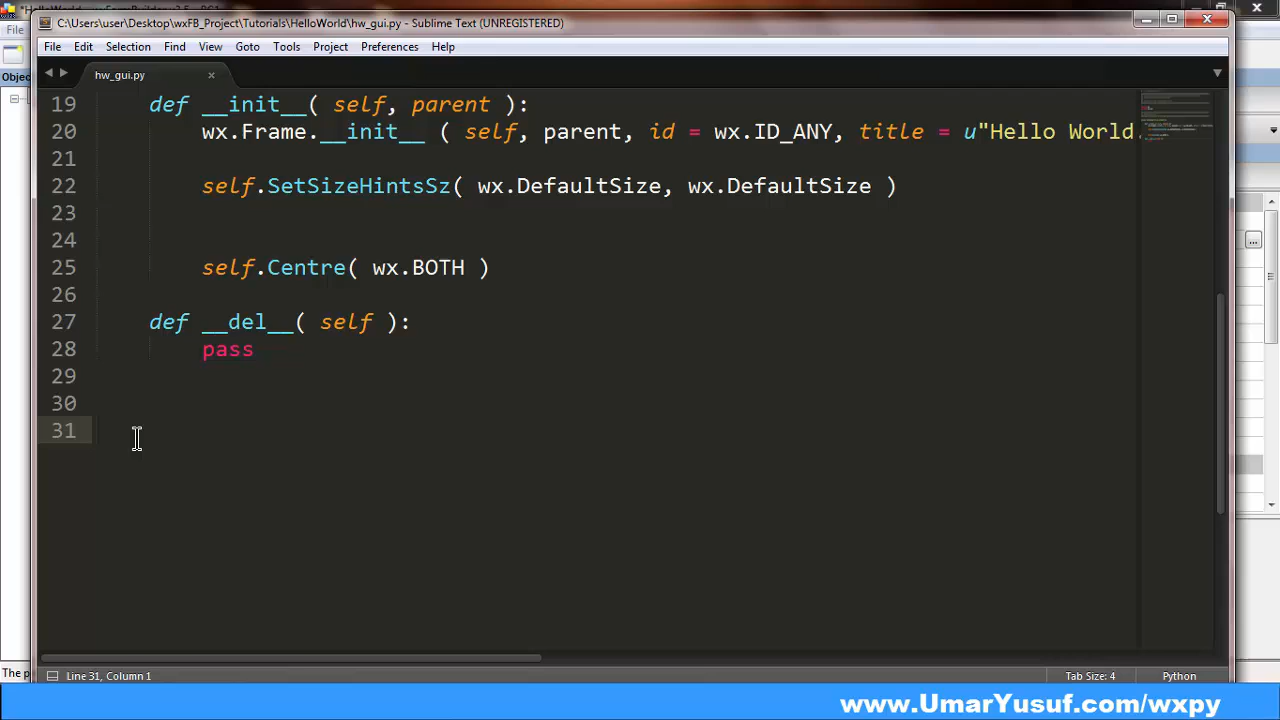 C:\Users\user\Desktop\wxFB_Project\Tutorials\HelloWorld\hw_gui.py - Sublime Text (UNREGISTERED)
File
File Edit Selection Find View Goto Tools Project Preferences Help
Objec
hw_gui.py
19 def __init__( self, parent ):
20 wx.Frame.__init__ ( self, parent, id = wx.ID_ANY, title = u"Hello World.
21
22 self.SetSizeHintsSz( wx.DefaultSize, wx.DefaultSize )
23
24
25 self.Centre( wx.BOTH )
26
27 def __del__( self ):
28 pass
29
30
31
The p
Line 31, Column 1 Tab Size: 4 Python
www.UmarYusuf.com/wxpy